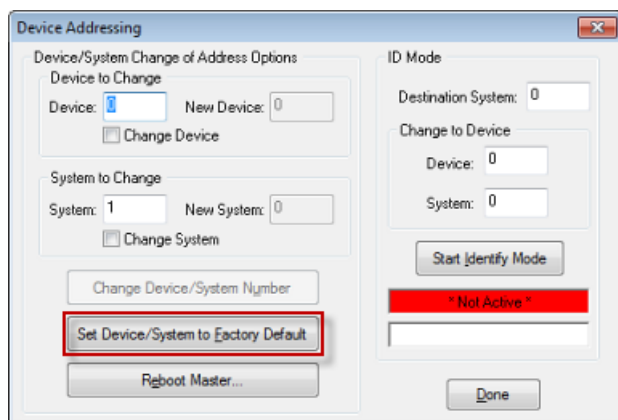 Device Addressing
Device/System Change of Address Options
Device to Change
Device: 0 New Device: 0
Change Device
System to Change
System: 1 New System: 0
Change System
Change Device/System Number
Set Device/System to Factory Default
Reboot Master...
ID Mode
Destination System: 0
Change to Device
Device: 0
System: 0
Start Identify Mode
* Not Active *
Done